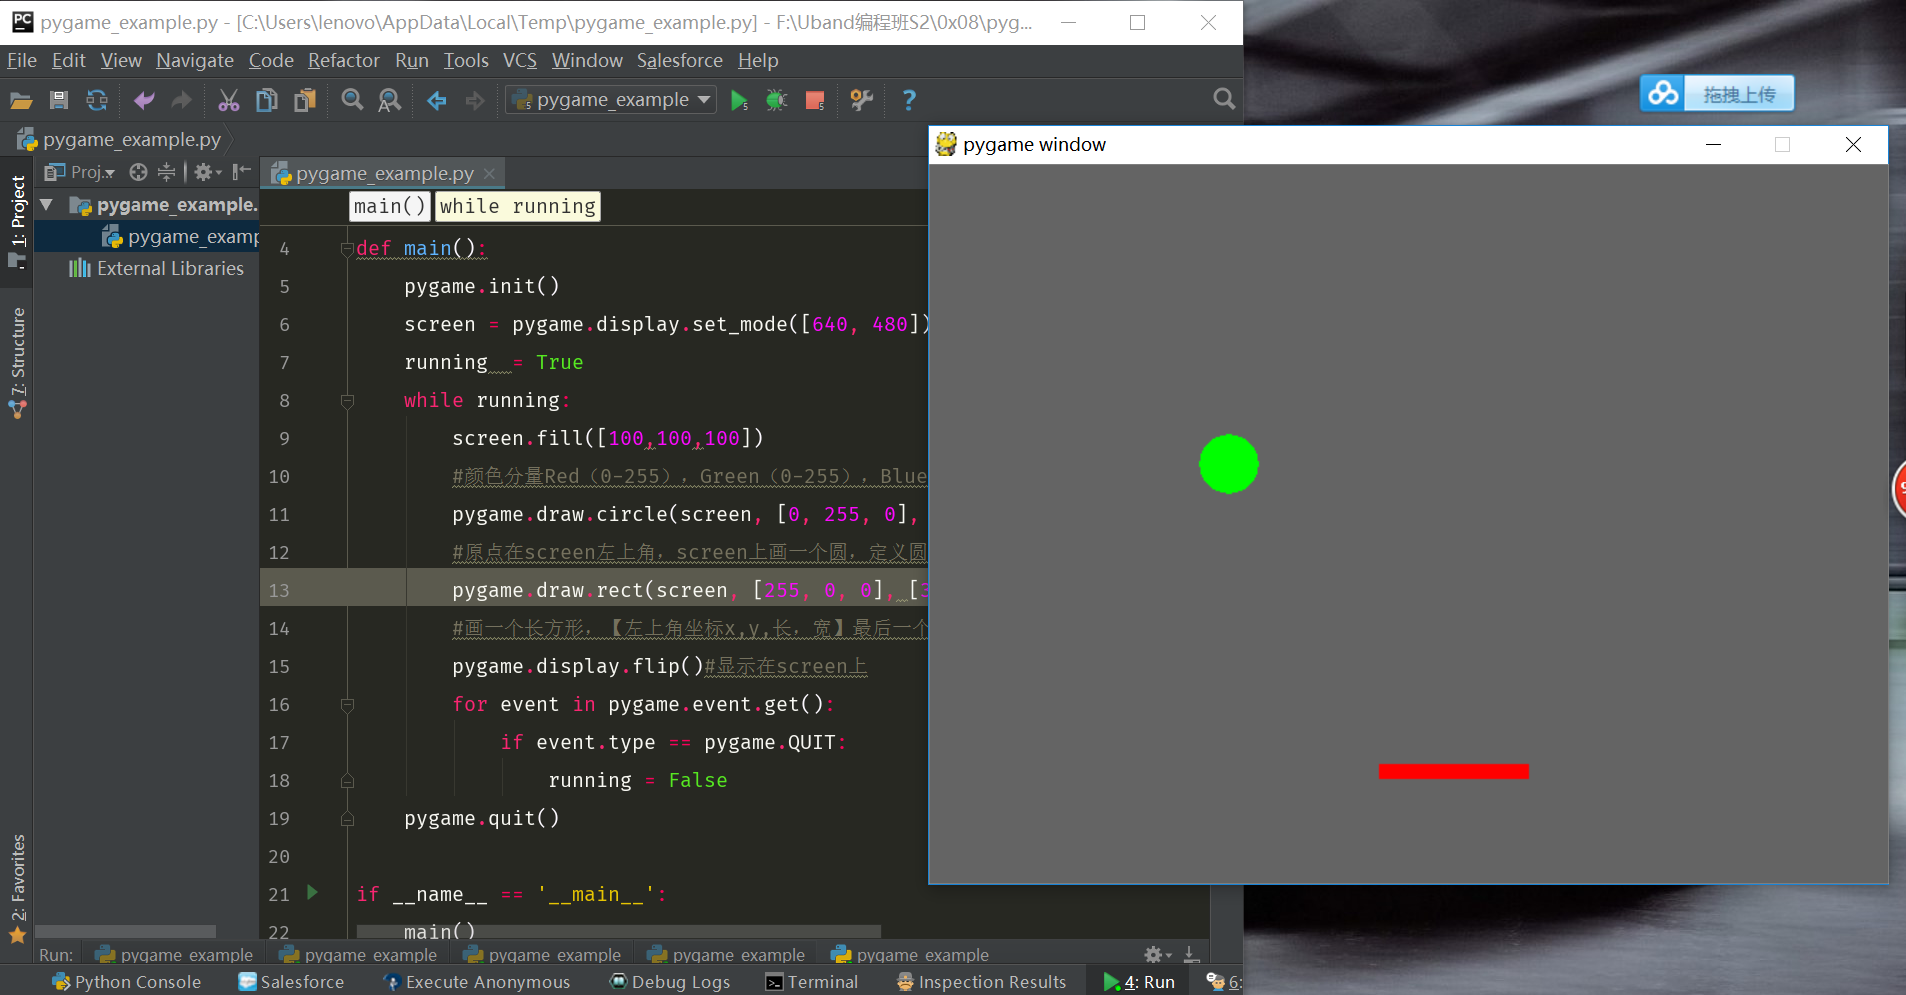 pygame_example.py - [C:\Users\lenovo\AppData\Local\Temp\pygame_example.py] - F:\Uband编程班S2\0x08\pyg...
File Edit View Navigate Code Refactor Run Tools VCS Window Salesforce Help
pygame_example
拖拽上传
pygame_example.py
pygame window
1: Project
Proj...
pygame_example.py
pygame_example.
pygame_examp
External Libraries
7: Structure
2: Favorites
main() while running
4 def main():
5 pygame.init()
6 screen = pygame.display.set_mode([640, 480])
7 running  = True
8 while running:
9 screen.fill([100,100,100])
10 #颜色分量Red（0-255），Green（0-255），Blue
11 pygame.draw.circle(screen, [0, 255, 0],
12 #原点在screen左上角，screen上画一个圆，定义圆
13 pygame.draw.rect(screen, [255, 0, 0], [
14 #画一个长方形，【左上角坐标x,y,长，宽】最后一个
15 pygame.display.flip()#显示在screen上
16 for event in pygame.event.get():
17 if event.type == pygame.QUIT:
18 running = False
19 pygame.quit()
20
21 if __name__ == '__main__':
22 main()
Run: pygame_example pygame_example pygame_example pygame_example pygame_example
Python Console Salesforce Execute Anonymous Debug Logs Terminal Inspection Results 4: Run 6: